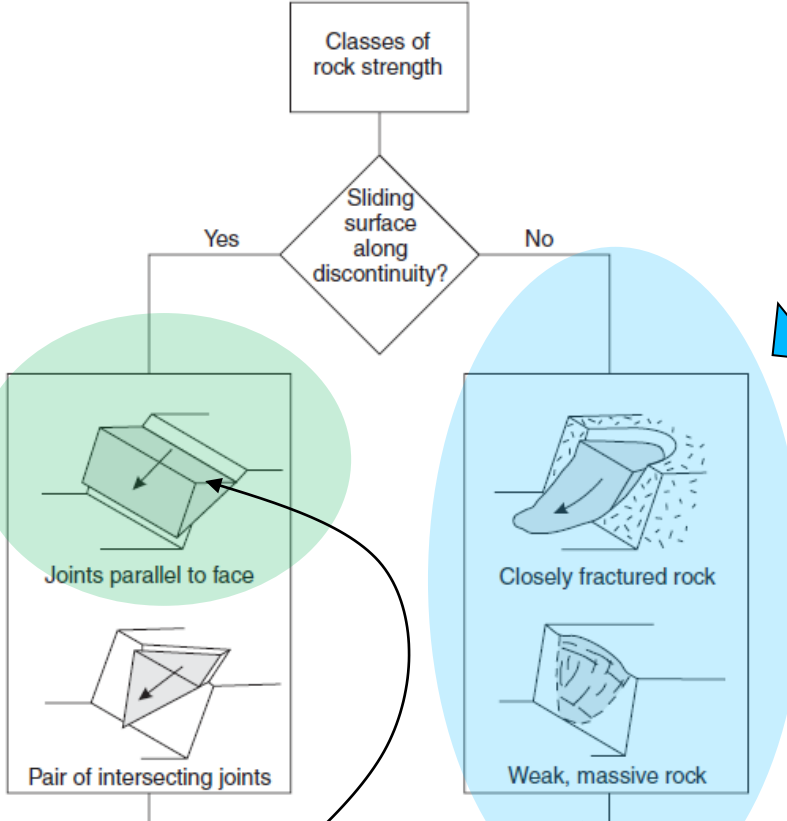 Classes of
rock strength
Sliding
surface
along
discontinuity?
Yes
No
Joints parallel to face
Closely fractured rock
Pair of intersecting joints
Weak, massive rock